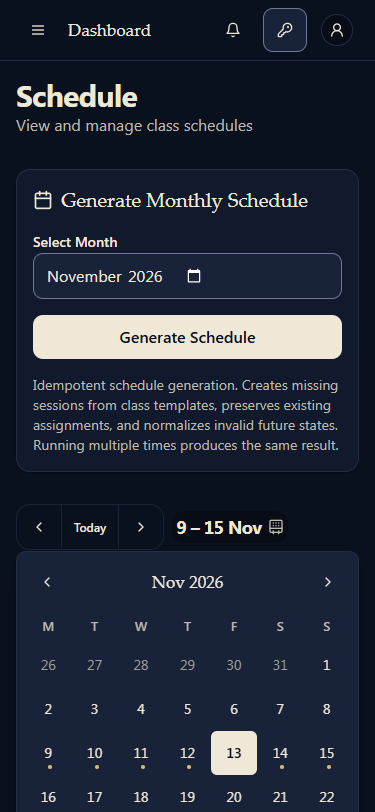 Dashboard
Schedule
View and manage class schedules
Generate Monthly Schedule
Select Month
November 2026
Generate Schedule
Idempotent schedule generation. Creates missing
sessions from class templates, preserves existing
assignments, and normalizes invalid future states.
Running multiple times produces the same result.
Today
9 – 15 Nov
Nov 2026
M T W T F S S
26 27 28 29 30 31 1
2 3 4 5 6 7 8
9 10 11 12 13 14 15
16 17 18 19 20 21 22